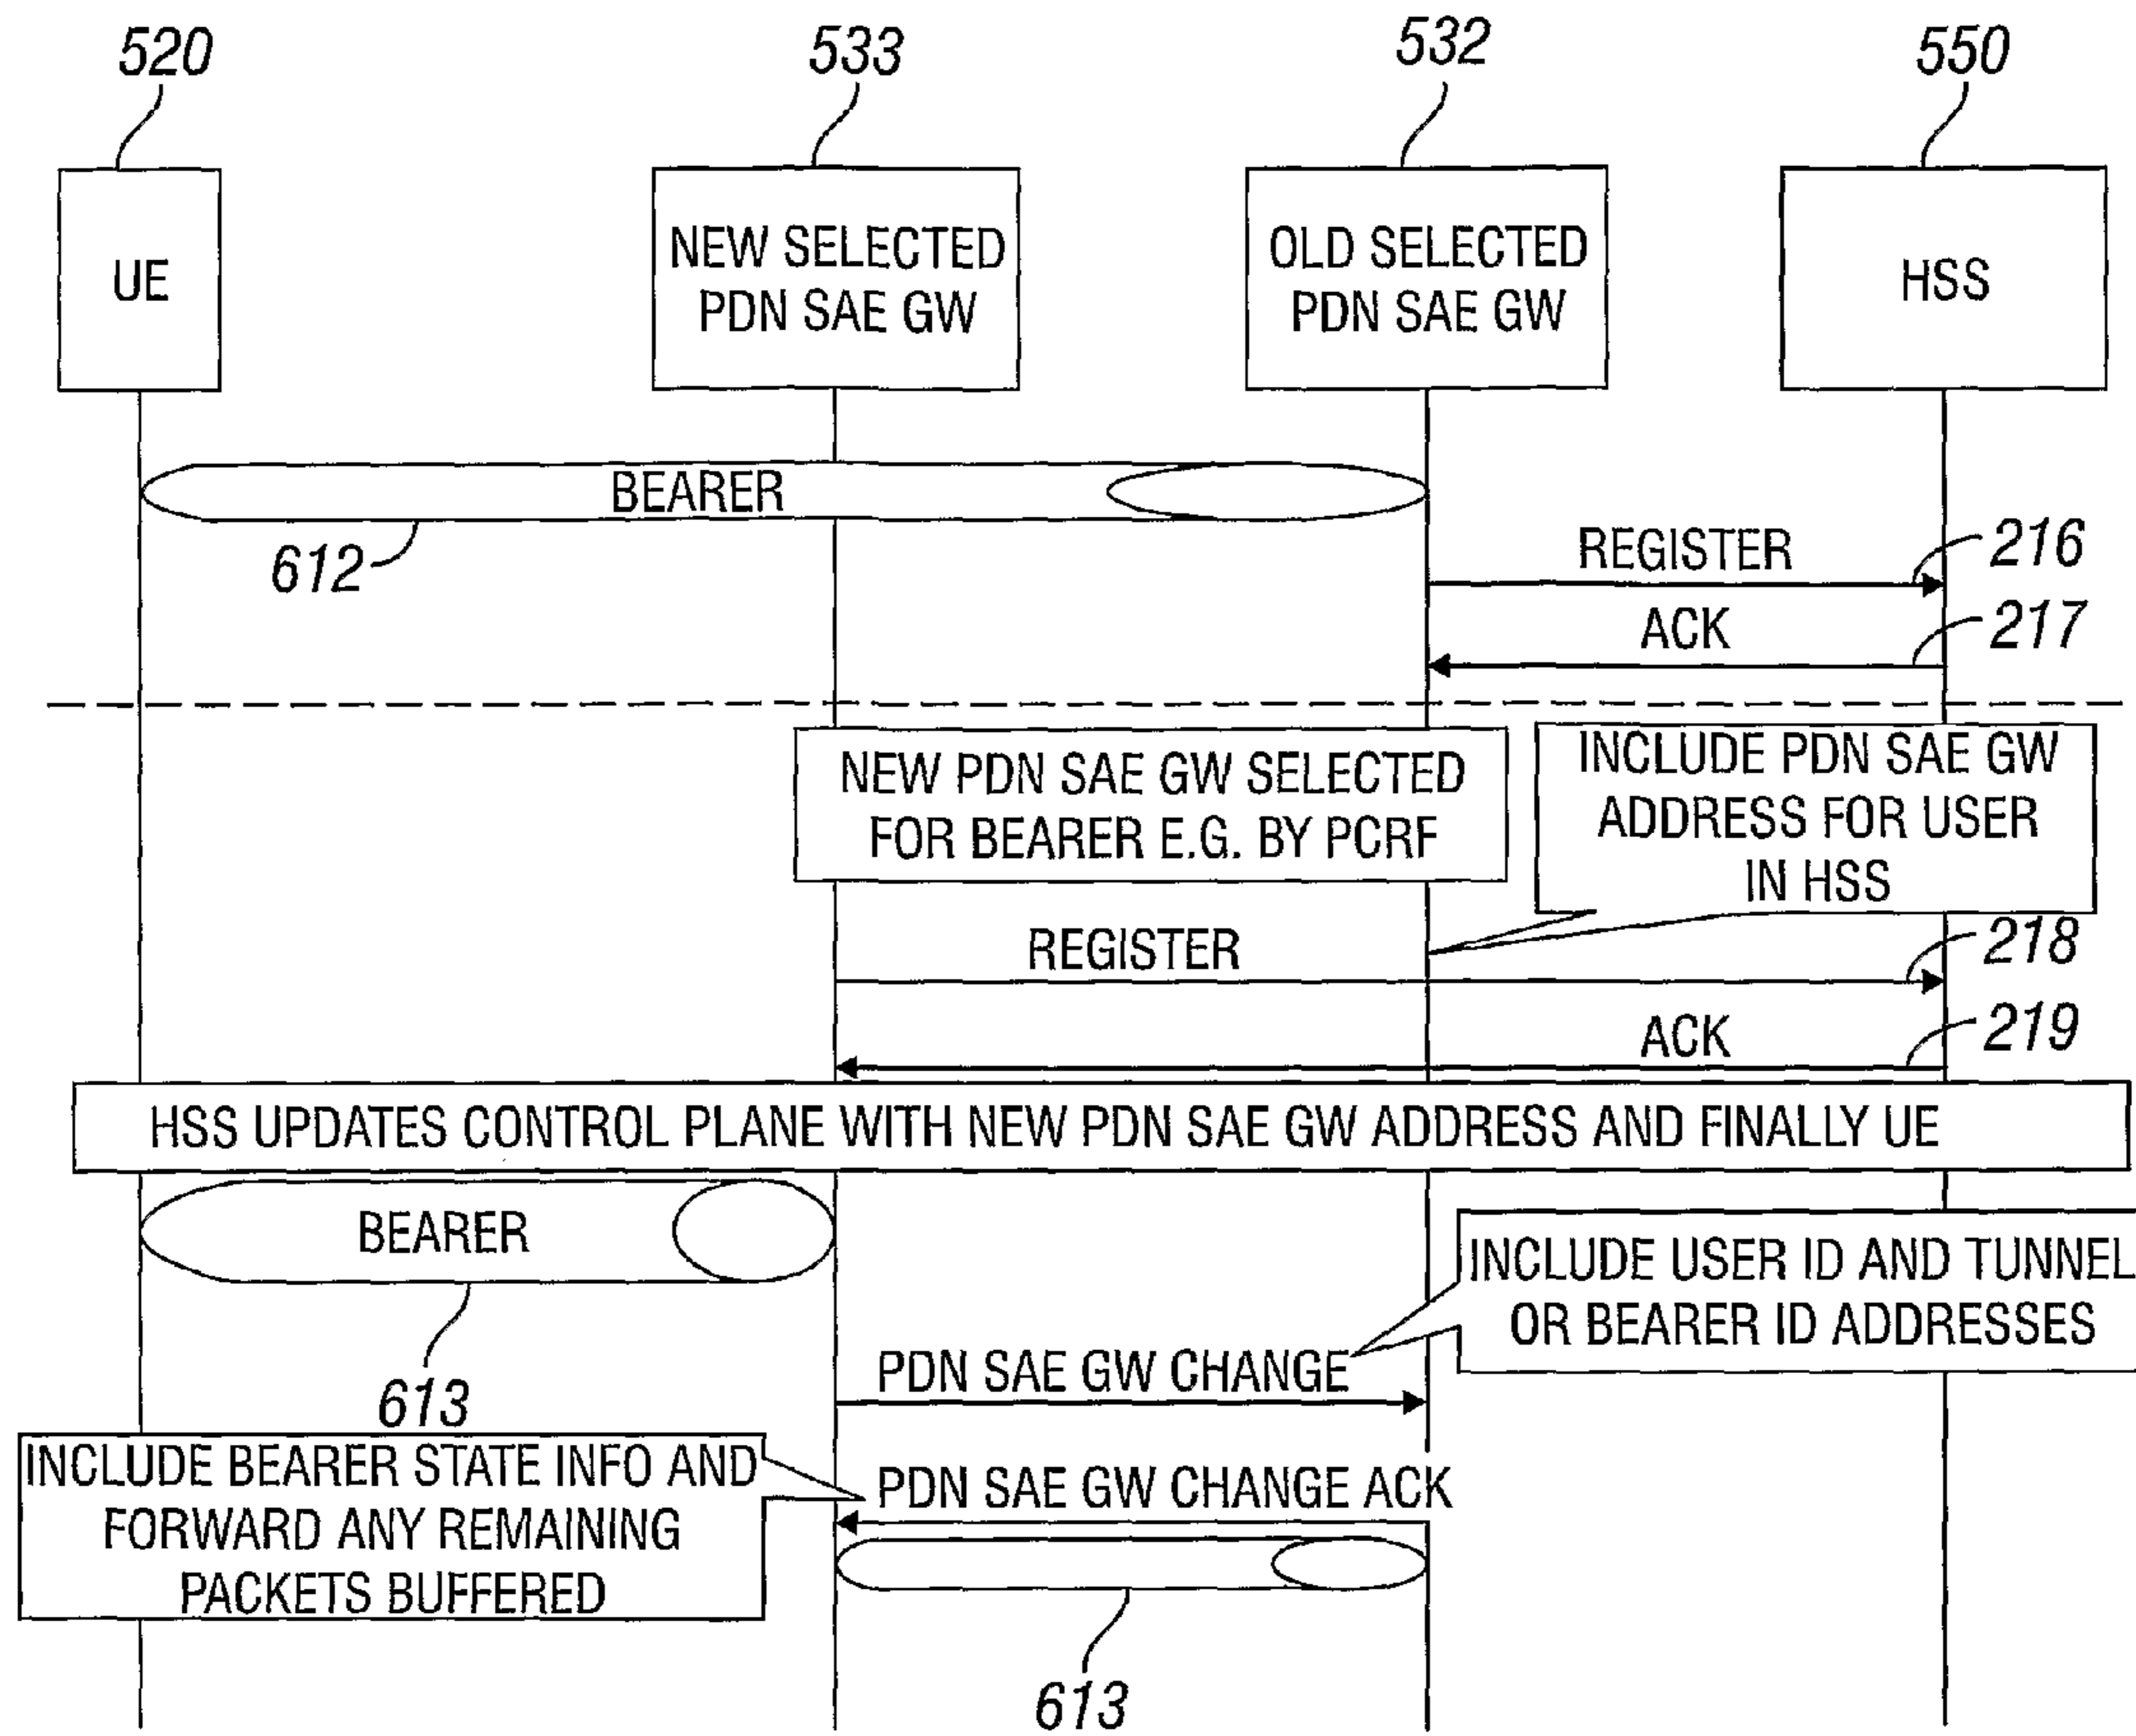 520
533
532
550
UE
NEW SELECTED
PDN SAE GW
OLD SELECTED
PDN SAE GW
HSS
BEARER
612
REGISTER
216
ACK
217
NEW PDN SAE GW SELECTED
FOR BEARER E.G. BY PCRF
INCLUDE PDN SAE GW
ADDRESS FOR USER
IN HSS
REGISTER
218
ACK
219
HSS UPDATES CONTROL PLANE WITH NEW PDN SAE GW ADDRESS AND FINALLY UE
BEARER
613
INCLUDE USER ID AND TUNNEL
OR BEARER ID ADDRESSES
PDN SAE GW CHANGE
INCLUDE BEARER STATE INFO AND
FORWARD ANY REMAINING
PACKETS BUFFERED
PDN SAE GW CHANGE ACK
613